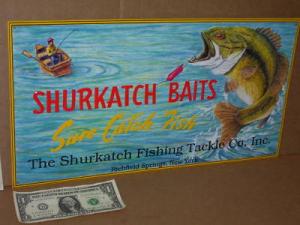 SHURKATCH BAITS
Sure Catch Fish
The Shurkatch Fishing Tackle Co. Inc.
Richfield Springs, New York